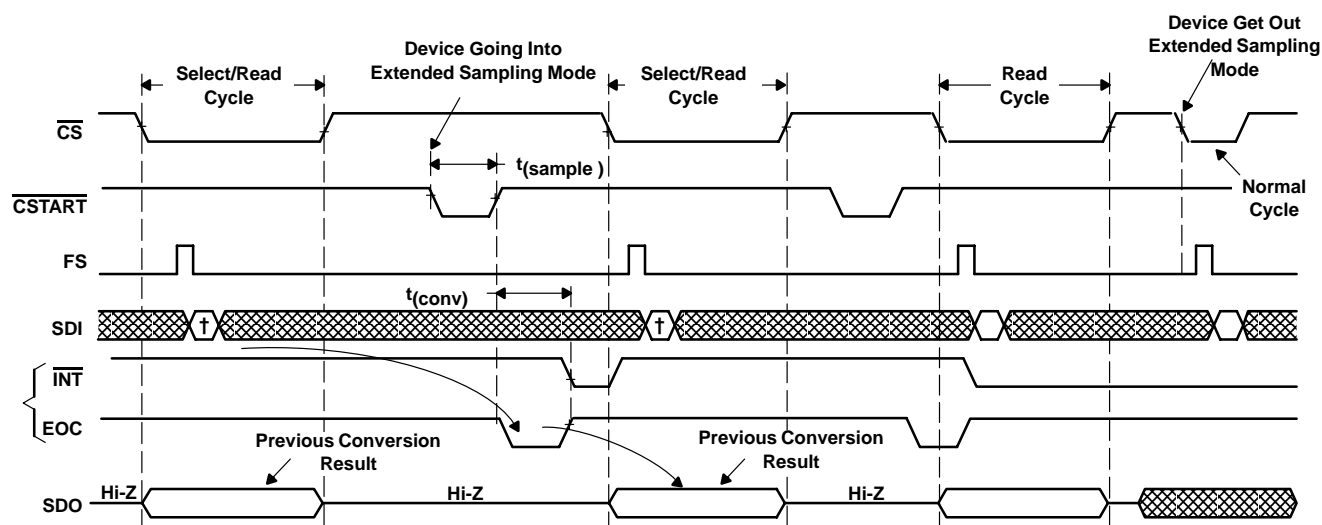 Device Going Into
Extended Sampling Mode
Device Get Out
Extended Sampling
Mode
Select/Read
Cycle
Select/Read
Cycle
Read
Cycle
CS
t(sample )
CSTART
Normal
Cycle
FS
t(conv)
SDI
†
†
INT
EOC
Previous Conversion
Result
Previous Conversion
Result
SDO
Hi-Z
Hi-Z
Hi-Z